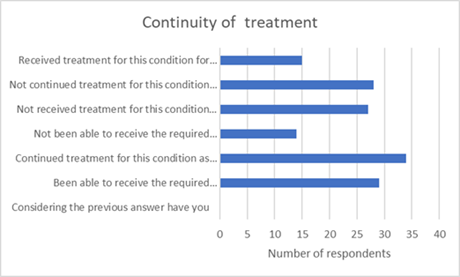 Continuity of  treatment
Received treatment for this condition for...
Not continued treatment for this condition...
Not received treatment for this condition...
Not been able to receive the required...
Continued treatment for this condition as...
Been able to receive the required...
Considering the previous answer have you
0 5 10 15 20 25 30 35 40
Number of respondents